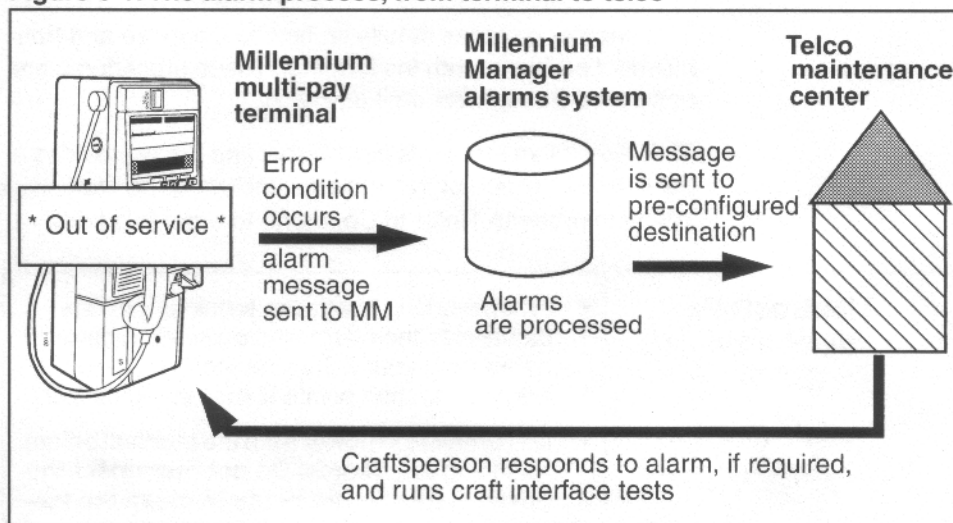 Millennium
multi-pay
terminal
Error
condition
occurs
alarm
message
sent to MM
* Out of service *
Millennium
Manager
alarms system
Alarms
are processed
Message
is sent to
pre-configured
destination
Telco
maintenance
center
Craftsperson responds to alarm, if required,
and runs craft interface tests